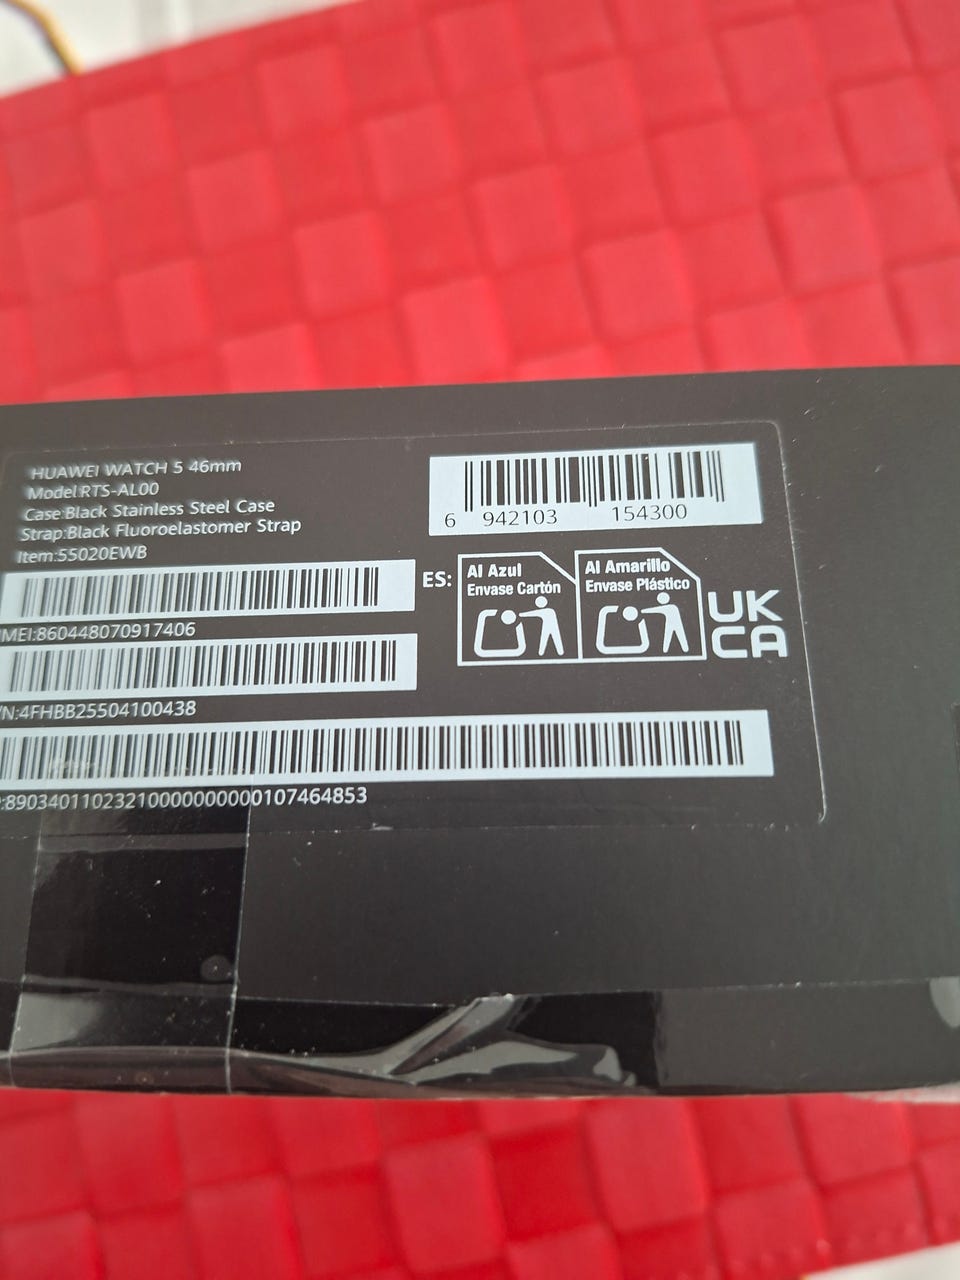 HUAWEI WATCH 5 46mm
Model:RTS-AL00
Case:Black Stainless Steel Case
Strap:Black Fluoroelastomer Strap
Item:55020EWB
MEI:860448070917406
/N:4FHBB25504100438
:89034011023210000000000107464853
6 942103 154300
ES:
Al Azul
Envase Cartón
Al Amarillo
Envase Plástico
UK
CA